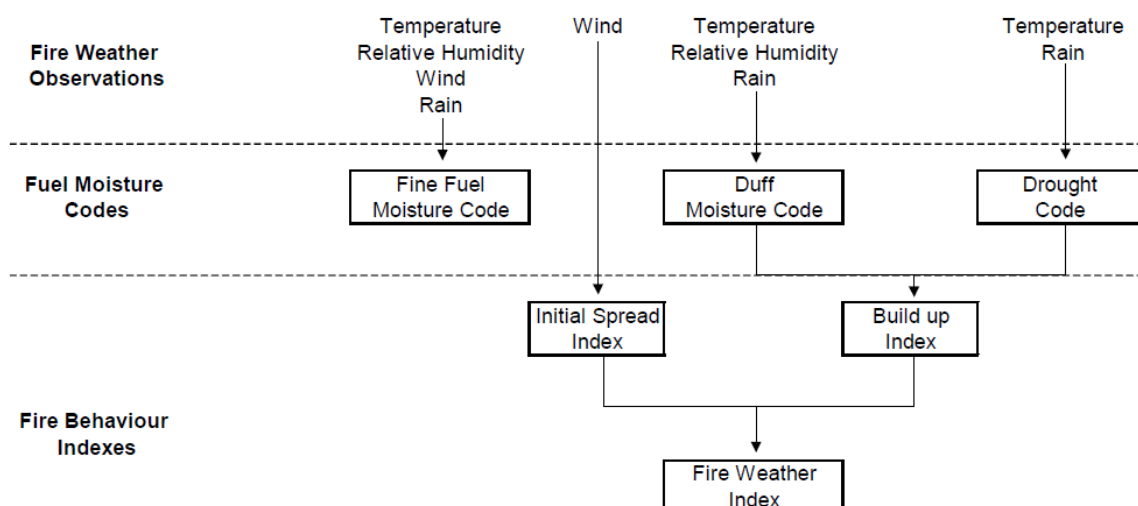 Fire Weather
Observations
Temperature
Relative Humidity
Wind
Rain
Wind
Temperature
Relative Humidity
Rain
Temperature
Rain
Fuel Moisture
Codes
Fine Fuel
Moisture Code
Duff
Moisture Code
Drought
Code
Initial Spread
Index
Build up
Index
Fire Behaviour
Indexes
Fire Weather
Index